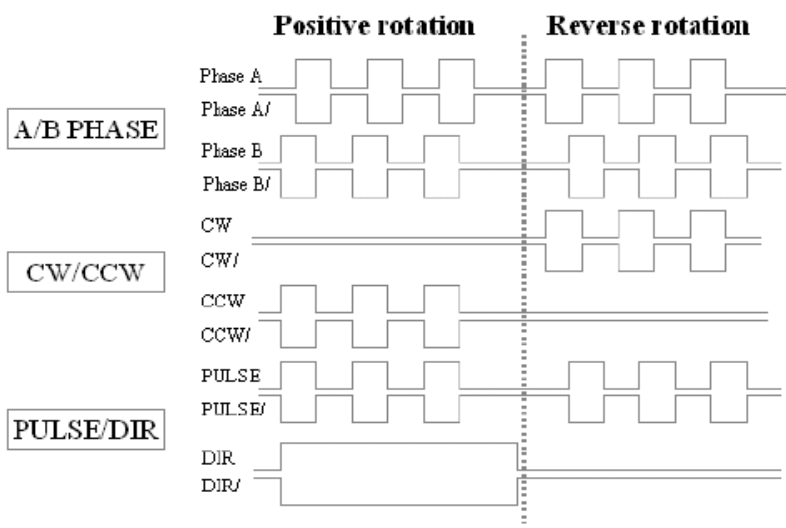 Positive rotation Reverse rotation
Phase A
Phase A/
A/B PHASE
Phase B
Phase B/
CW
CW/
CW/CCW
CCW
CCW/
PULSE
PULSE/
PULSE/DIR
DIR
DIR/